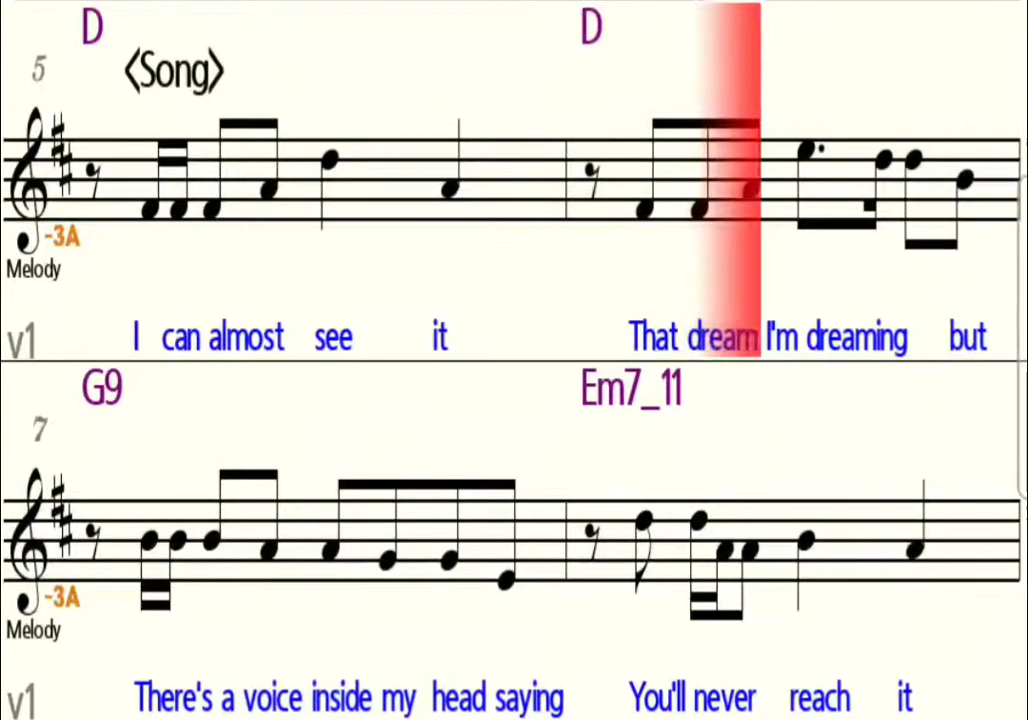 D D
5 〈Song〉
-3A
Melody
v1 I can almost see it That dream I'm dreaming but
G9 Em7_11
7
-3A
Melody
v1 There's a voice inside my head saying You'll never reach it